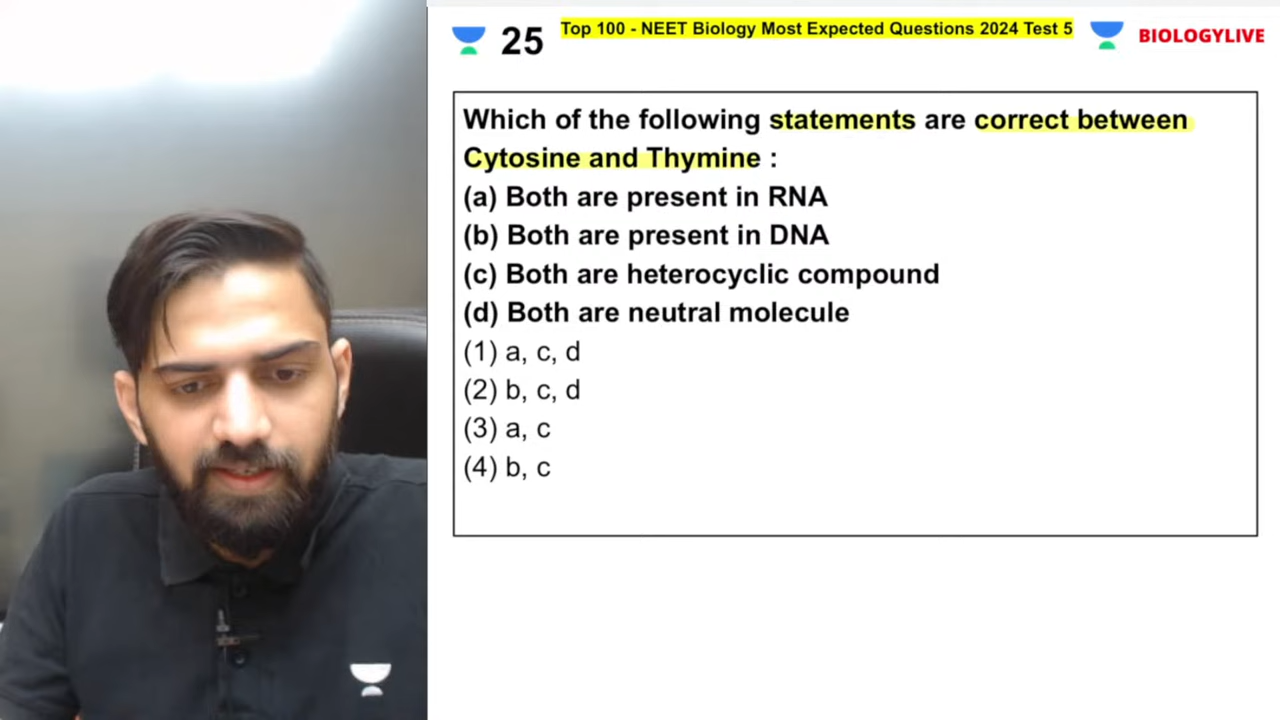 25
Top 100 - NEET Biology Most Expected Questions 2024 Test 5
BIOLOGYLIVE
Which of the following statements are correct between
Cytosine and Thymine :
(a) Both are present in RNA
(b) Both are present in DNA
(c) Both are heterocyclic compound
(d) Both are neutral molecule
(1) a, c, d
(2) b, c, d
(3) a, c
(4) b, c